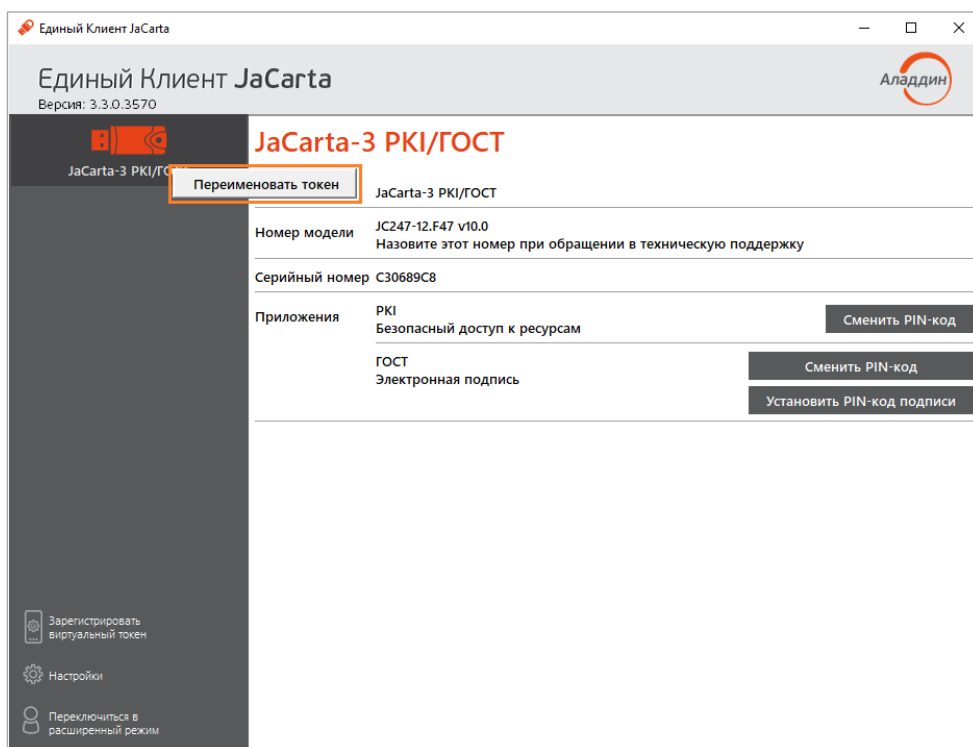 Единый Клиент JaCarta
Единый Клиент JaCarta
Версия: 3.3.0.3570
Аладдин
JaCarta-3 PKI/ГОСТ
JaCarta-3 PKI/
Переименовать токен
JaCarta-3 PKI/ГОСТ
Номер модели
JC247-12.F47 v10.0
Назовите этот номер при обращении в техническую поддержку
Серийный номер C30689C8
Приложения
PKI
Безопасный доступ к ресурсам
Сменить PIN-код
ГОСТ
Электронная подпись
Сменить PIN-код
Установить PIN-код подписи
Зарегистрировать
виртуальный токен
Настройки
Переключиться в
расширенный режим